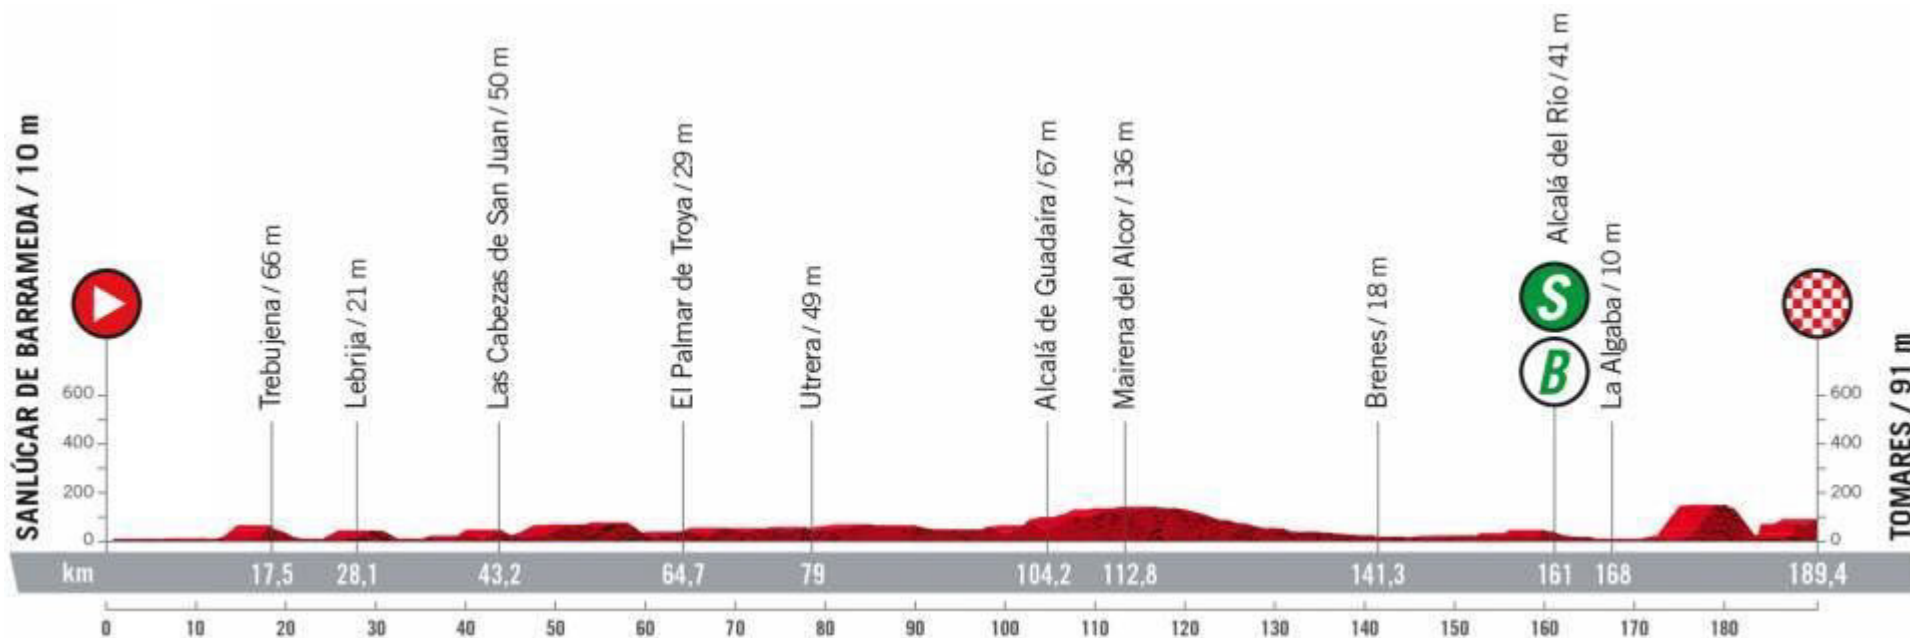 SANLÚCAR DE BARRAMEDA / 10 m
Trebujena / 66 m
Lebrija / 21 m
Las Cabezas de San Juan / 50 m
El Palmar de Troya / 29 m
Utrera / 49 m
Alcalá de Guadaíra / 67 m
Mairena del Alcor / 136 m
Brenes / 18 m
Alcalá del Río / 41 m
S
B
La Algaba / 10 m
TOMARES / 91 m
600
400
200
0
600
400
200
0
km 17,5 28,1 43,2 64,7 79 104,2 112,8 141,3 161 168 189,4
0 10 20 30 40 50 60 70 80 90 100 110 120 130 140 150 160 170 180